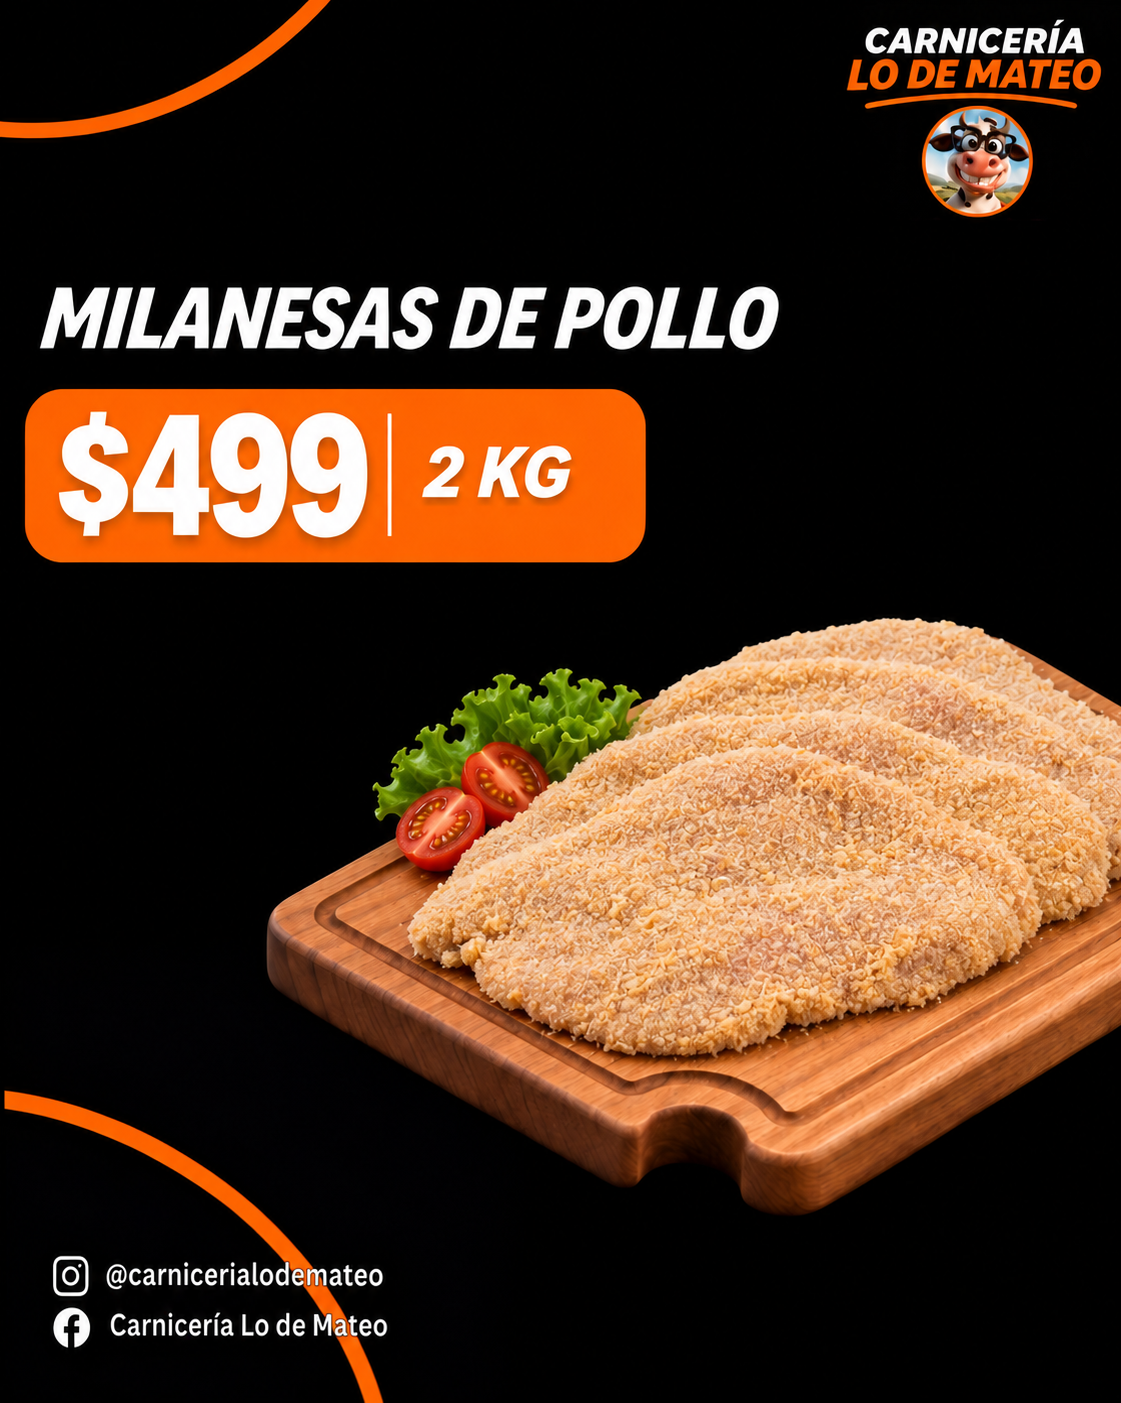 CARNICERÍA
LO DE MATEO
MILANESAS DE POLLO
$499 2 KG
@carnicerialodemateo
Carnicería Lo de Mateo